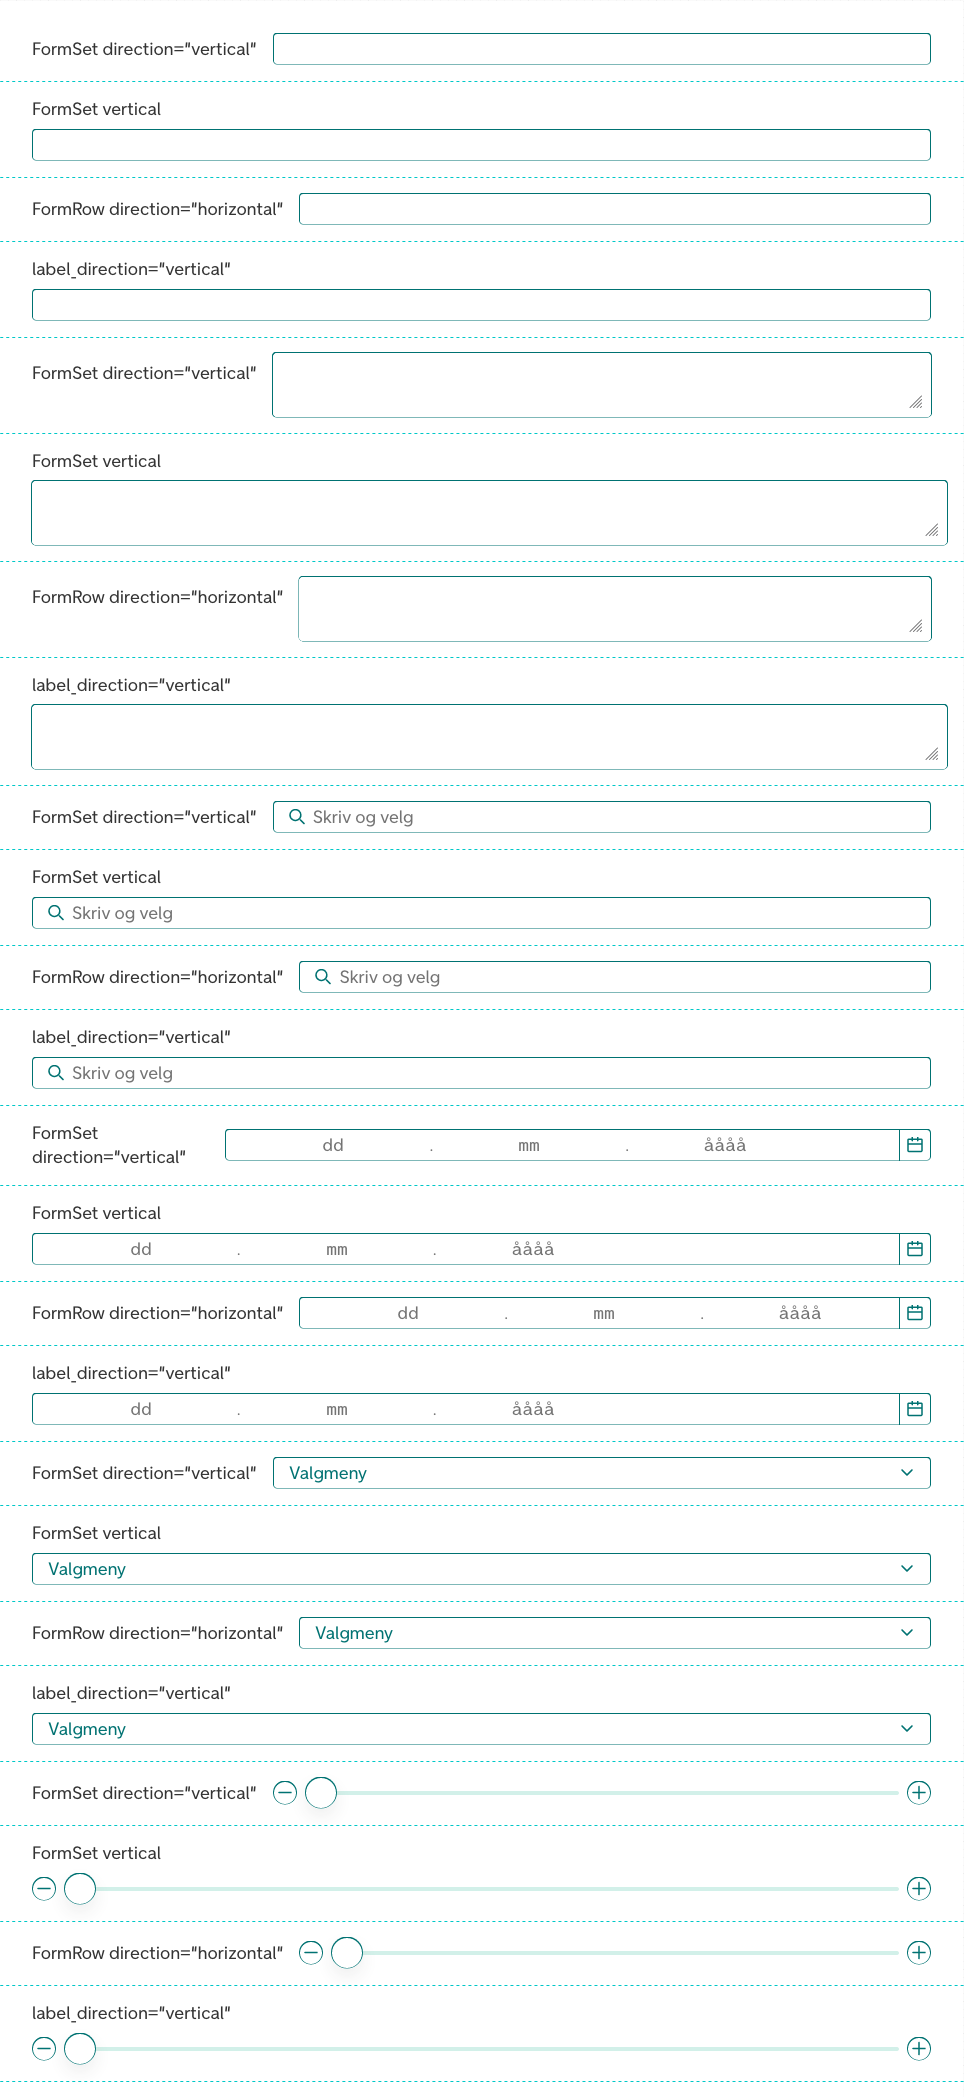 FormSet direction="vertical"
FormSet vertical
FormRow direction="horizontal"
label_direction="vertical"
FormSet direction="vertical"
FormSet vertical
FormRow direction="horizontal"
label_direction="vertical"
FormSet direction="vertical" Skriv og velg
FormSet vertical
Skriv og velg
FormRow direction="horizontal" Skriv og velg
label_direction="vertical"
Skriv og velg
FormSet
direction="vertical" dd . mm . åååå
FormSet vertical
dd . mm . åååå
FormRow direction="horizontal" dd . mm . åååå
label_direction="vertical"
dd . mm . åååå
FormSet direction="vertical" Valgmeny
FormSet vertical
Valgmeny
FormRow direction="horizontal" Valgmeny
label_direction="vertical"
Valgmeny
FormSet direction="vertical"
FormSet vertical
FormRow direction="horizontal"
label_direction="vertical"